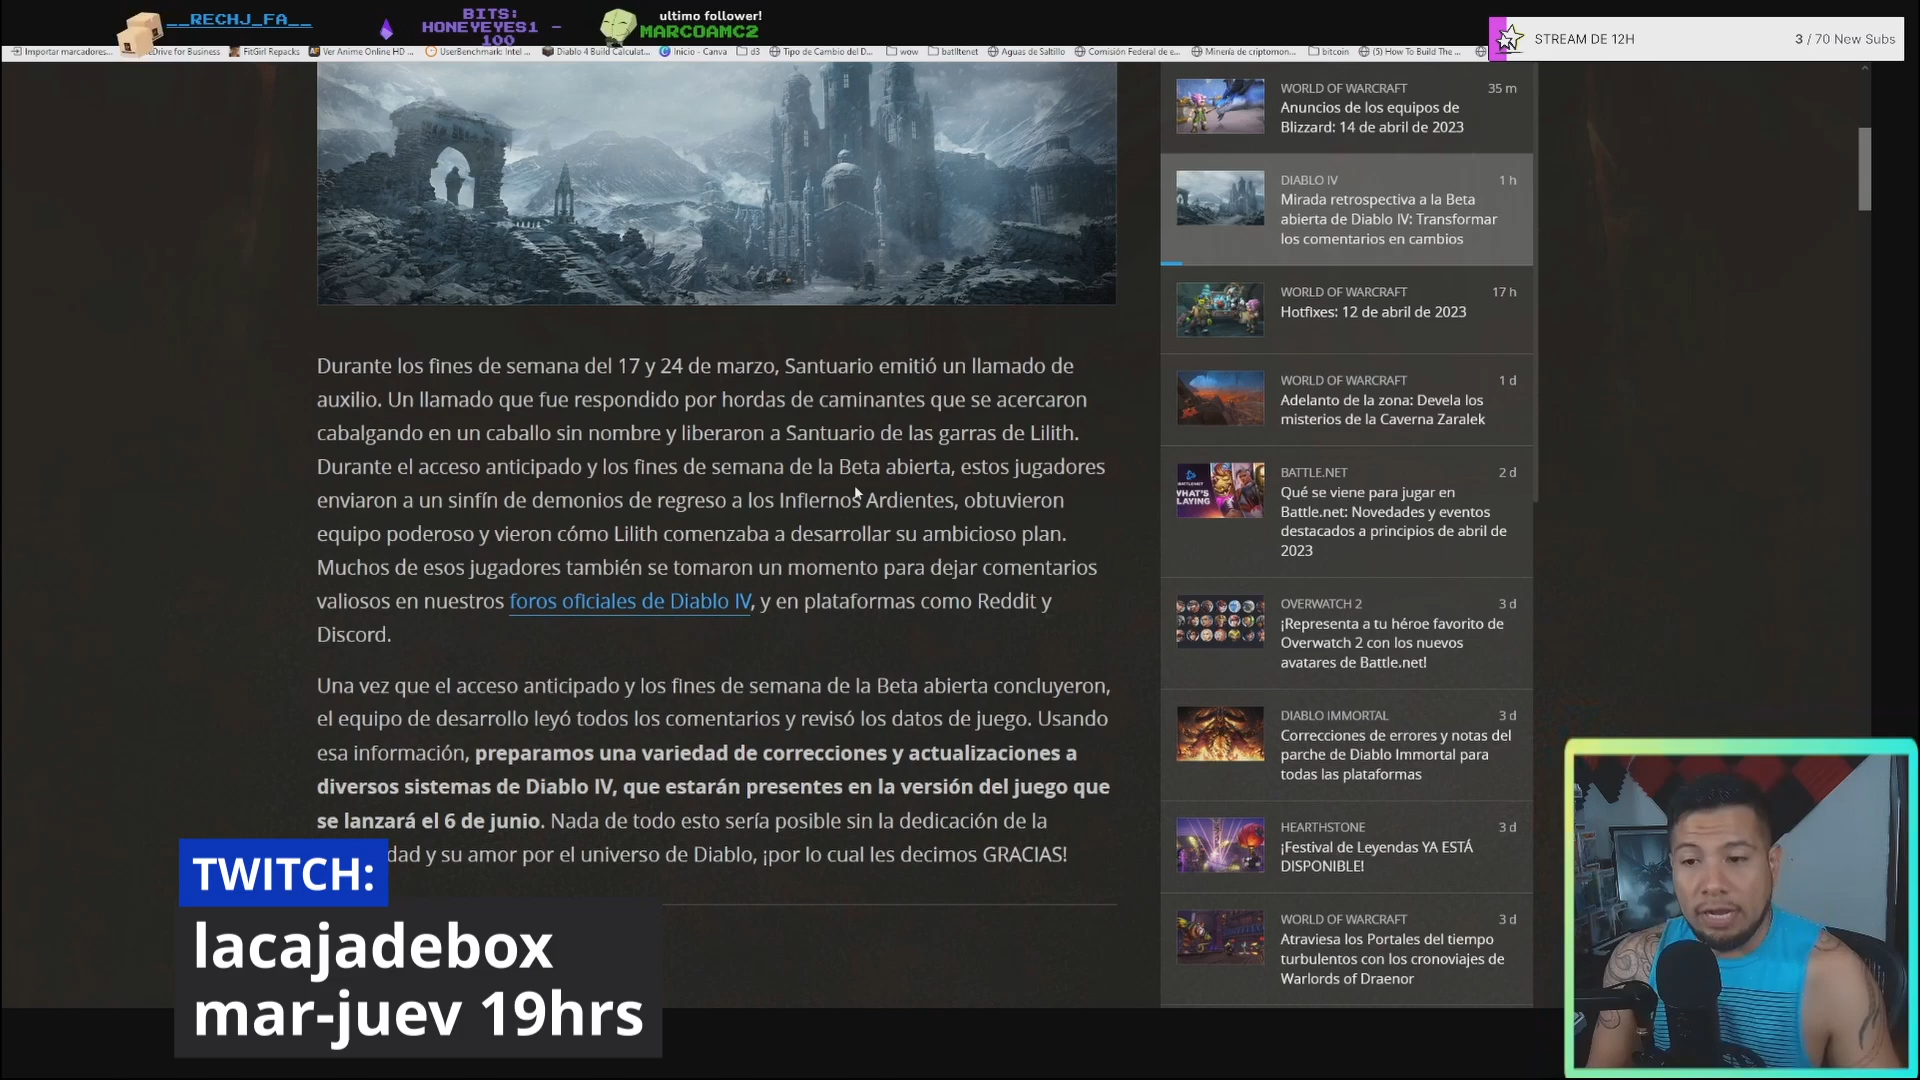 __RECHJ_FA__
BITS:
HONEYEYES1 -
100
ultimo follower!
MARCOAMC2
STREAM DE 12H
3 / 70 New Subs
Importar marcadores...
eDrive for Business
FitGirl Repacks
Ver Anime Online HD ...
UserBenchmark: Intel ...
Diablo 4 Build Calculat...
Inicio - Canva
d3
Tipo de Cambio del D...
wow
batlltenet
Aguas de Saltillo
Comisión Federal de e...
Minería de criptomon...
bitcoin
(5) How To Build The ...
Durante los fines de semana del 17 y 24 de marzo, Santuario emitió un llamado de
auxilio. Un llamado que fue respondido por hordas de caminantes que se acercaron
cabalgando en un caballo sin nombre y liberaron a Santuario de las garras de Lilith.
Durante el acceso anticipado y los fines de semana de la Beta abierta, estos jugadores
enviaron a un sinfín de demonios de regreso a los Infiernos Ardientes, obtuvieron
equipo poderoso y vieron cómo Lilith comenzaba a desarrollar su ambicioso plan.
Muchos de esos jugadores también se tomaron un momento para dejar comentarios
valiosos en nuestros foros oficiales de Diablo IV, y en plataformas como Reddit y
Discord.
Una vez que el acceso anticipado y los fines de semana de la Beta abierta concluyeron,
el equipo de desarrollo leyó todos los comentarios y revisó los datos de juego. Usando
esa información, preparamos una variedad de correcciones y actualizaciones a
diversos sistemas de Diablo IV, que estarán presentes en la versión del juego que
se lanzará el 6 de junio. Nada de todo esto sería posible sin la dedicación de la
dad y su amor por el universo de Diablo, ¡por lo cual les decimos GRACIAS!
WORLD OF WARCRAFT 35 m
Anuncios de los equipos de
Blizzard: 14 de abril de 2023
DIABLO IV 1 h
Mirada retrospectiva a la Beta
abierta de Diablo IV: Transformar
los comentarios en cambios
WORLD OF WARCRAFT 17 h
Hotfixes: 12 de abril de 2023
WORLD OF WARCRAFT 1 d
Adelanto de la zona: Devela los
misterios de la Caverna Zaralek
WHAT'S
PLAYING
BATTLE.NET 2 d
Qué se viene para jugar en
Battle.net: Novedades y eventos
destacados a principios de abril de
2023
OVERWATCH 2 3 d
¡Representa a tu héroe favorito de
Overwatch 2 con los nuevos
avatares de Battle.net!
DIABLO IMMORTAL 3 d
Correcciones de errores y notas del
parche de Diablo Immortal para
todas las plataformas
HEARTHSTONE 3 d
¡Festival de Leyendas YA ESTÁ
DISPONIBLE!
WORLD OF WARCRAFT 3 d
Atraviesa los Portales del tiempo
turbulentos con los cronoviajes de
Warlords of Draenor
TWITCH:
lacajadebox
mar-juev 19hrs